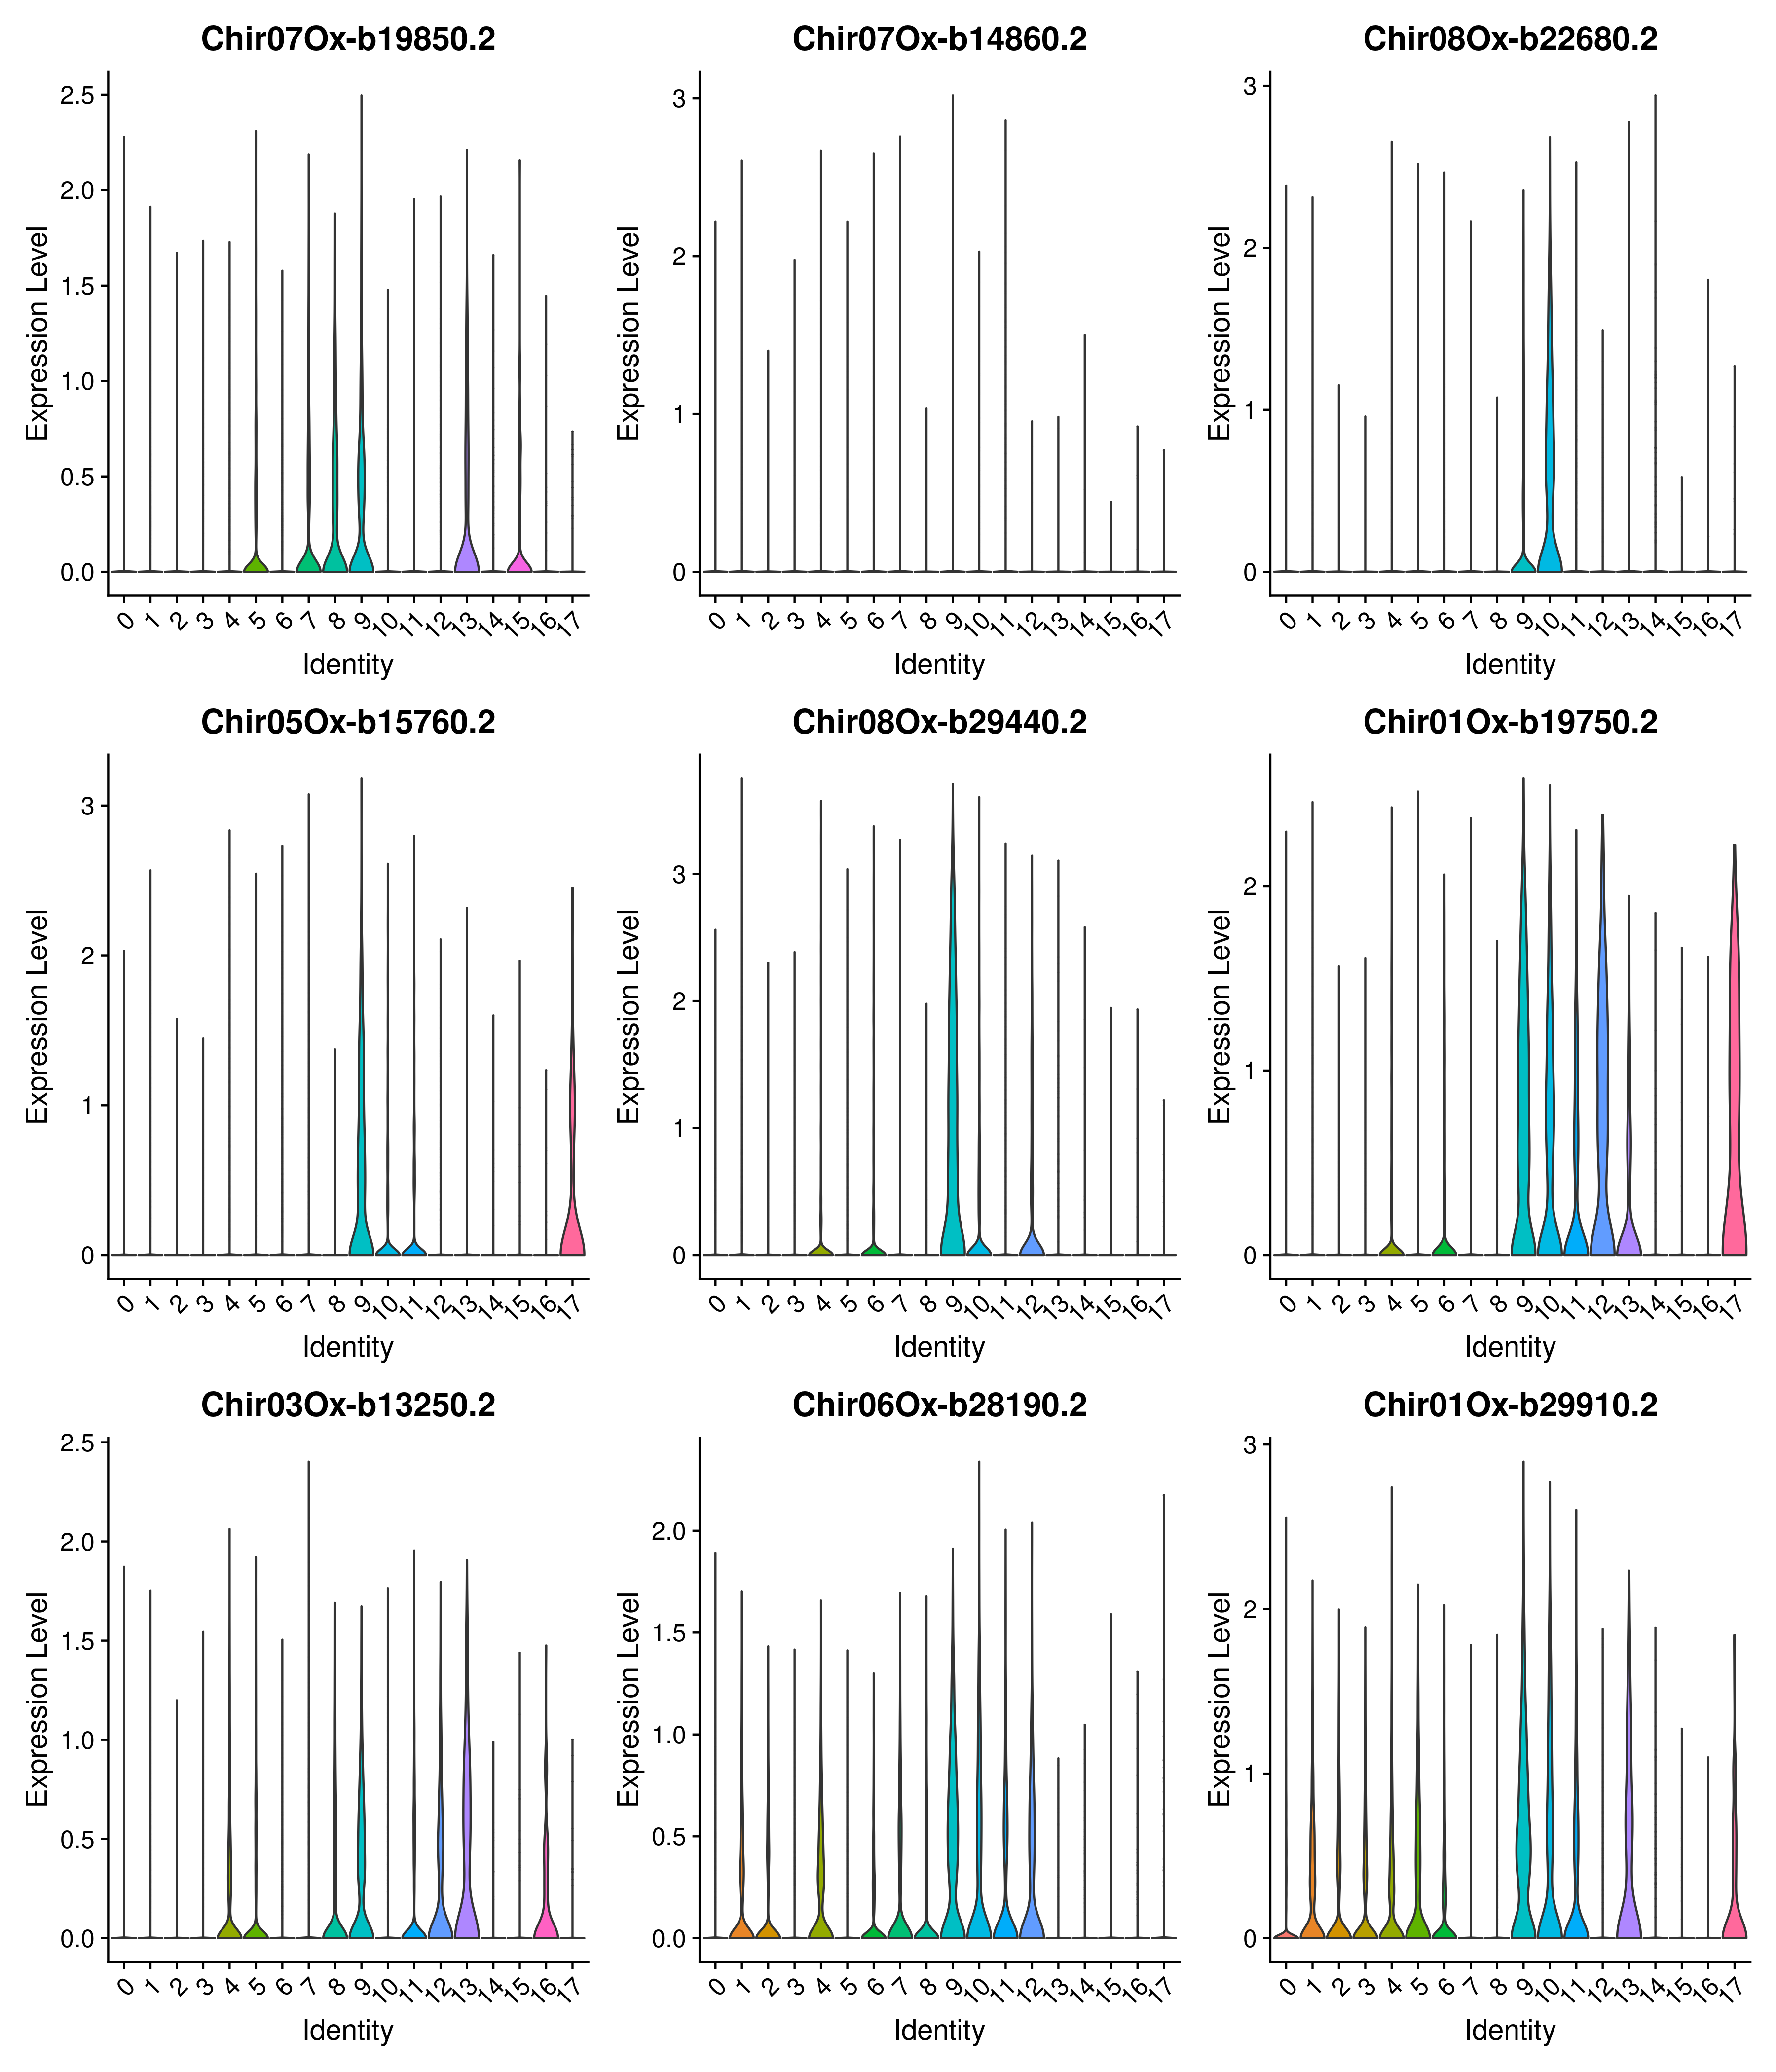 Chir07Ox-b19850.2
Expression Level
2.5
2.0
1.5
1.0
0.5
0.0
0 1 2 3 4 5 6 7 8 9 10 11 12 13 14 15 16 17
Identity
Chir07Ox-b14860.2
Expression Level
3
2
1
0
0 1 2 3 4 5 6 7 8 9 10 11 12 13 14 15 16 17
Identity
Chir08Ox-b22680.2
Expression Level
3
2
1
0
0 1 2 3 4 5 6 7 8 9 10 11 12 13 14 15 16 17
Identity
Chir05Ox-b15760.2
Expression Level
3
2
1
0
0 1 2 3 4 5 6 7 8 9 10 11 12 13 14 15 16 17
Identity
Chir08Ox-b29440.2
Expression Level
3
2
1
0
0 1 2 3 4 5 6 7 8 9 10 11 12 13 14 15 16 17
Identity
Chir01Ox-b19750.2
Expression Level
2
1
0
0 1 2 3 4 5 6 7 8 9 10 11 12 13 14 15 16 17
Identity
Chir03Ox-b13250.2
Expression Level
2.5
2.0
1.5
1.0
0.5
0.0
0 1 2 3 4 5 6 7 8 9 10 11 12 13 14 15 16 17
Identity
Chir06Ox-b28190.2
Expression Level
2.0
1.5
1.0
0.5
0.0
0 1 2 3 4 5 6 7 8 9 10 11 12 13 14 15 16 17
Identity
Chir01Ox-b29910.2
Expression Level
3
2
1
0
0 1 2 3 4 5 6 7 8 9 10 11 12 13 14 15 16 17
Identity